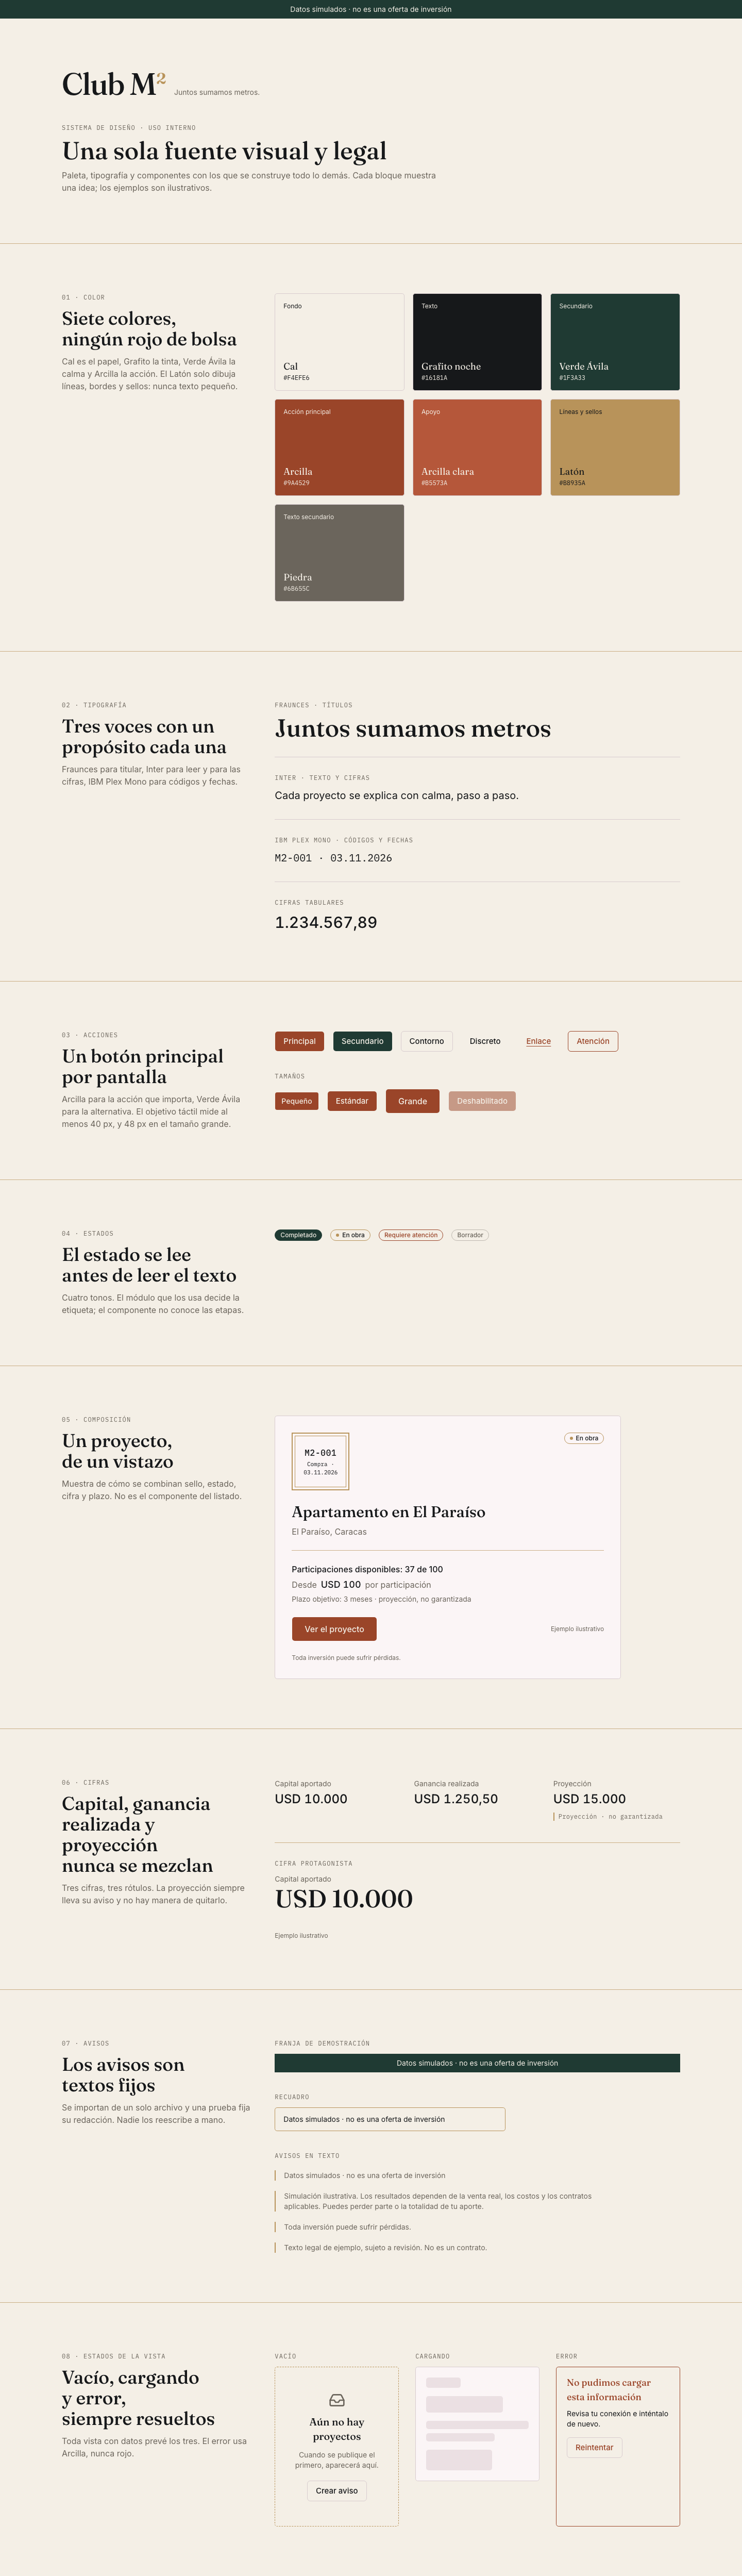 Datos simulados · no es una oferta de inversión
Club M²
Juntos sumamos metros.
SISTEMA DE DISEÑO · USO INTERNO
Una sola fuente visual y legal
Paleta, tipografía y componentes con los que se construye todo lo demás. Cada bloque muestra
una idea; los ejemplos son ilustrativos.
01 · COLOR
Siete colores,
ningún rojo de bolsa
Cal es el papel, Grafito la tinta, Verde Ávila la
calma y Arcilla la acción. El Latón solo dibuja
líneas, bordes y sellos: nunca texto pequeño.
Fondo
Cal
#F4EFE6
Texto
Grafito noche
#16181A
Secundario
Verde Ávila
#1F3A33
Acción principal
Arcilla
#9A4529
Apoyo
Arcilla clara
#B5573A
Líneas y sellos
Latón
#B8935A
Texto secundario
Piedra
#6B655C
02 · TIPOGRAFÍA
Tres voces con un
propósito cada una
Fraunces para titular, Inter para leer y para las
cifras, IBM Plex Mono para códigos y fechas.
FRAUNCES · TÍTULOS
Juntos sumamos metros
INTER · TEXTO Y CIFRAS
Cada proyecto se explica con calma, paso a paso.
IBM PLEX MONO · CÓDIGOS Y FECHAS
M2-001 · 03.11.2026
CIFRAS TABULARES
1.234.567,89
03 · ACCIONES
Un botón principal
por pantalla
Arcilla para la acción que importa, Verde Ávila
para la alternativa. El objetivo táctil mide al
menos 40 px, y 48 px en el tamaño grande.
Principal
Secundario
Contorno
Discreto
Enlace
Atención
TAMAÑOS
Pequeño
Estándar
Grande
Deshabilitado
04 · ESTADOS
El estado se lee
antes de leer el texto
Cuatro tonos. El módulo que los usa decide la
etiqueta; el componente no conoce las etapas.
Completado
En obra
Requiere atención
Borrador
05 · COMPOSICIÓN
Un proyecto,
de un vistazo
Muestra de cómo se combinan sello, estado,
cifra y plazo. No es el componente del listado.
M2-001
Compra ·
03.11.2026
En obra
Apartamento en El Paraíso
El Paraíso, Caracas
Participaciones disponibles: 37 de 100
Desde USD 100 por participación
Plazo objetivo: 3 meses · proyección, no garantizada
Ver el proyecto
Ejemplo ilustrativo
Toda inversión puede sufrir pérdidas.
06 · CIFRAS
Capital, ganancia
realizada y
proyección
nunca se mezclan
Tres cifras, tres rótulos. La proyección siempre
lleva su aviso y no hay manera de quitarlo.
Capital aportado
USD 10.000
Ganancia realizada
USD 1.250,50
Proyección
USD 15.000
Proyección · no garantizada
CIFRA PROTAGONISTA
Capital aportado
USD 10.000
Ejemplo ilustrativo
07 · AVISOS
Los avisos son
textos fijos
Se importan de un solo archivo y una prueba fija
su redacción. Nadie los reescribe a mano.
FRANJA DE DEMOSTRACIÓN
Datos simulados · no es una oferta de inversión
RECUADRO
Datos simulados · no es una oferta de inversión
AVISOS EN TEXTO
Datos simulados · no es una oferta de inversión
Simulación ilustrativa. Los resultados dependen de la venta real, los costos y los contratos
aplicables. Puedes perder parte o la totalidad de tu aporte.
Toda inversión puede sufrir pérdidas.
Texto legal de ejemplo, sujeto a revisión. No es un contrato.
08 · ESTADOS DE LA VISTA
Vacío, cargando
y error,
siempre resueltos
Toda vista con datos prevé los tres. El error usa
Arcilla, nunca rojo.
VACÍO
Aún no hay
proyectos
Cuando se publique el
primero, aparecerá aquí.
Crear aviso
CARGANDO
ERROR
No pudimos cargar
esta información
Revisa tu conexión e inténtalo
de nuevo.
Reintentar